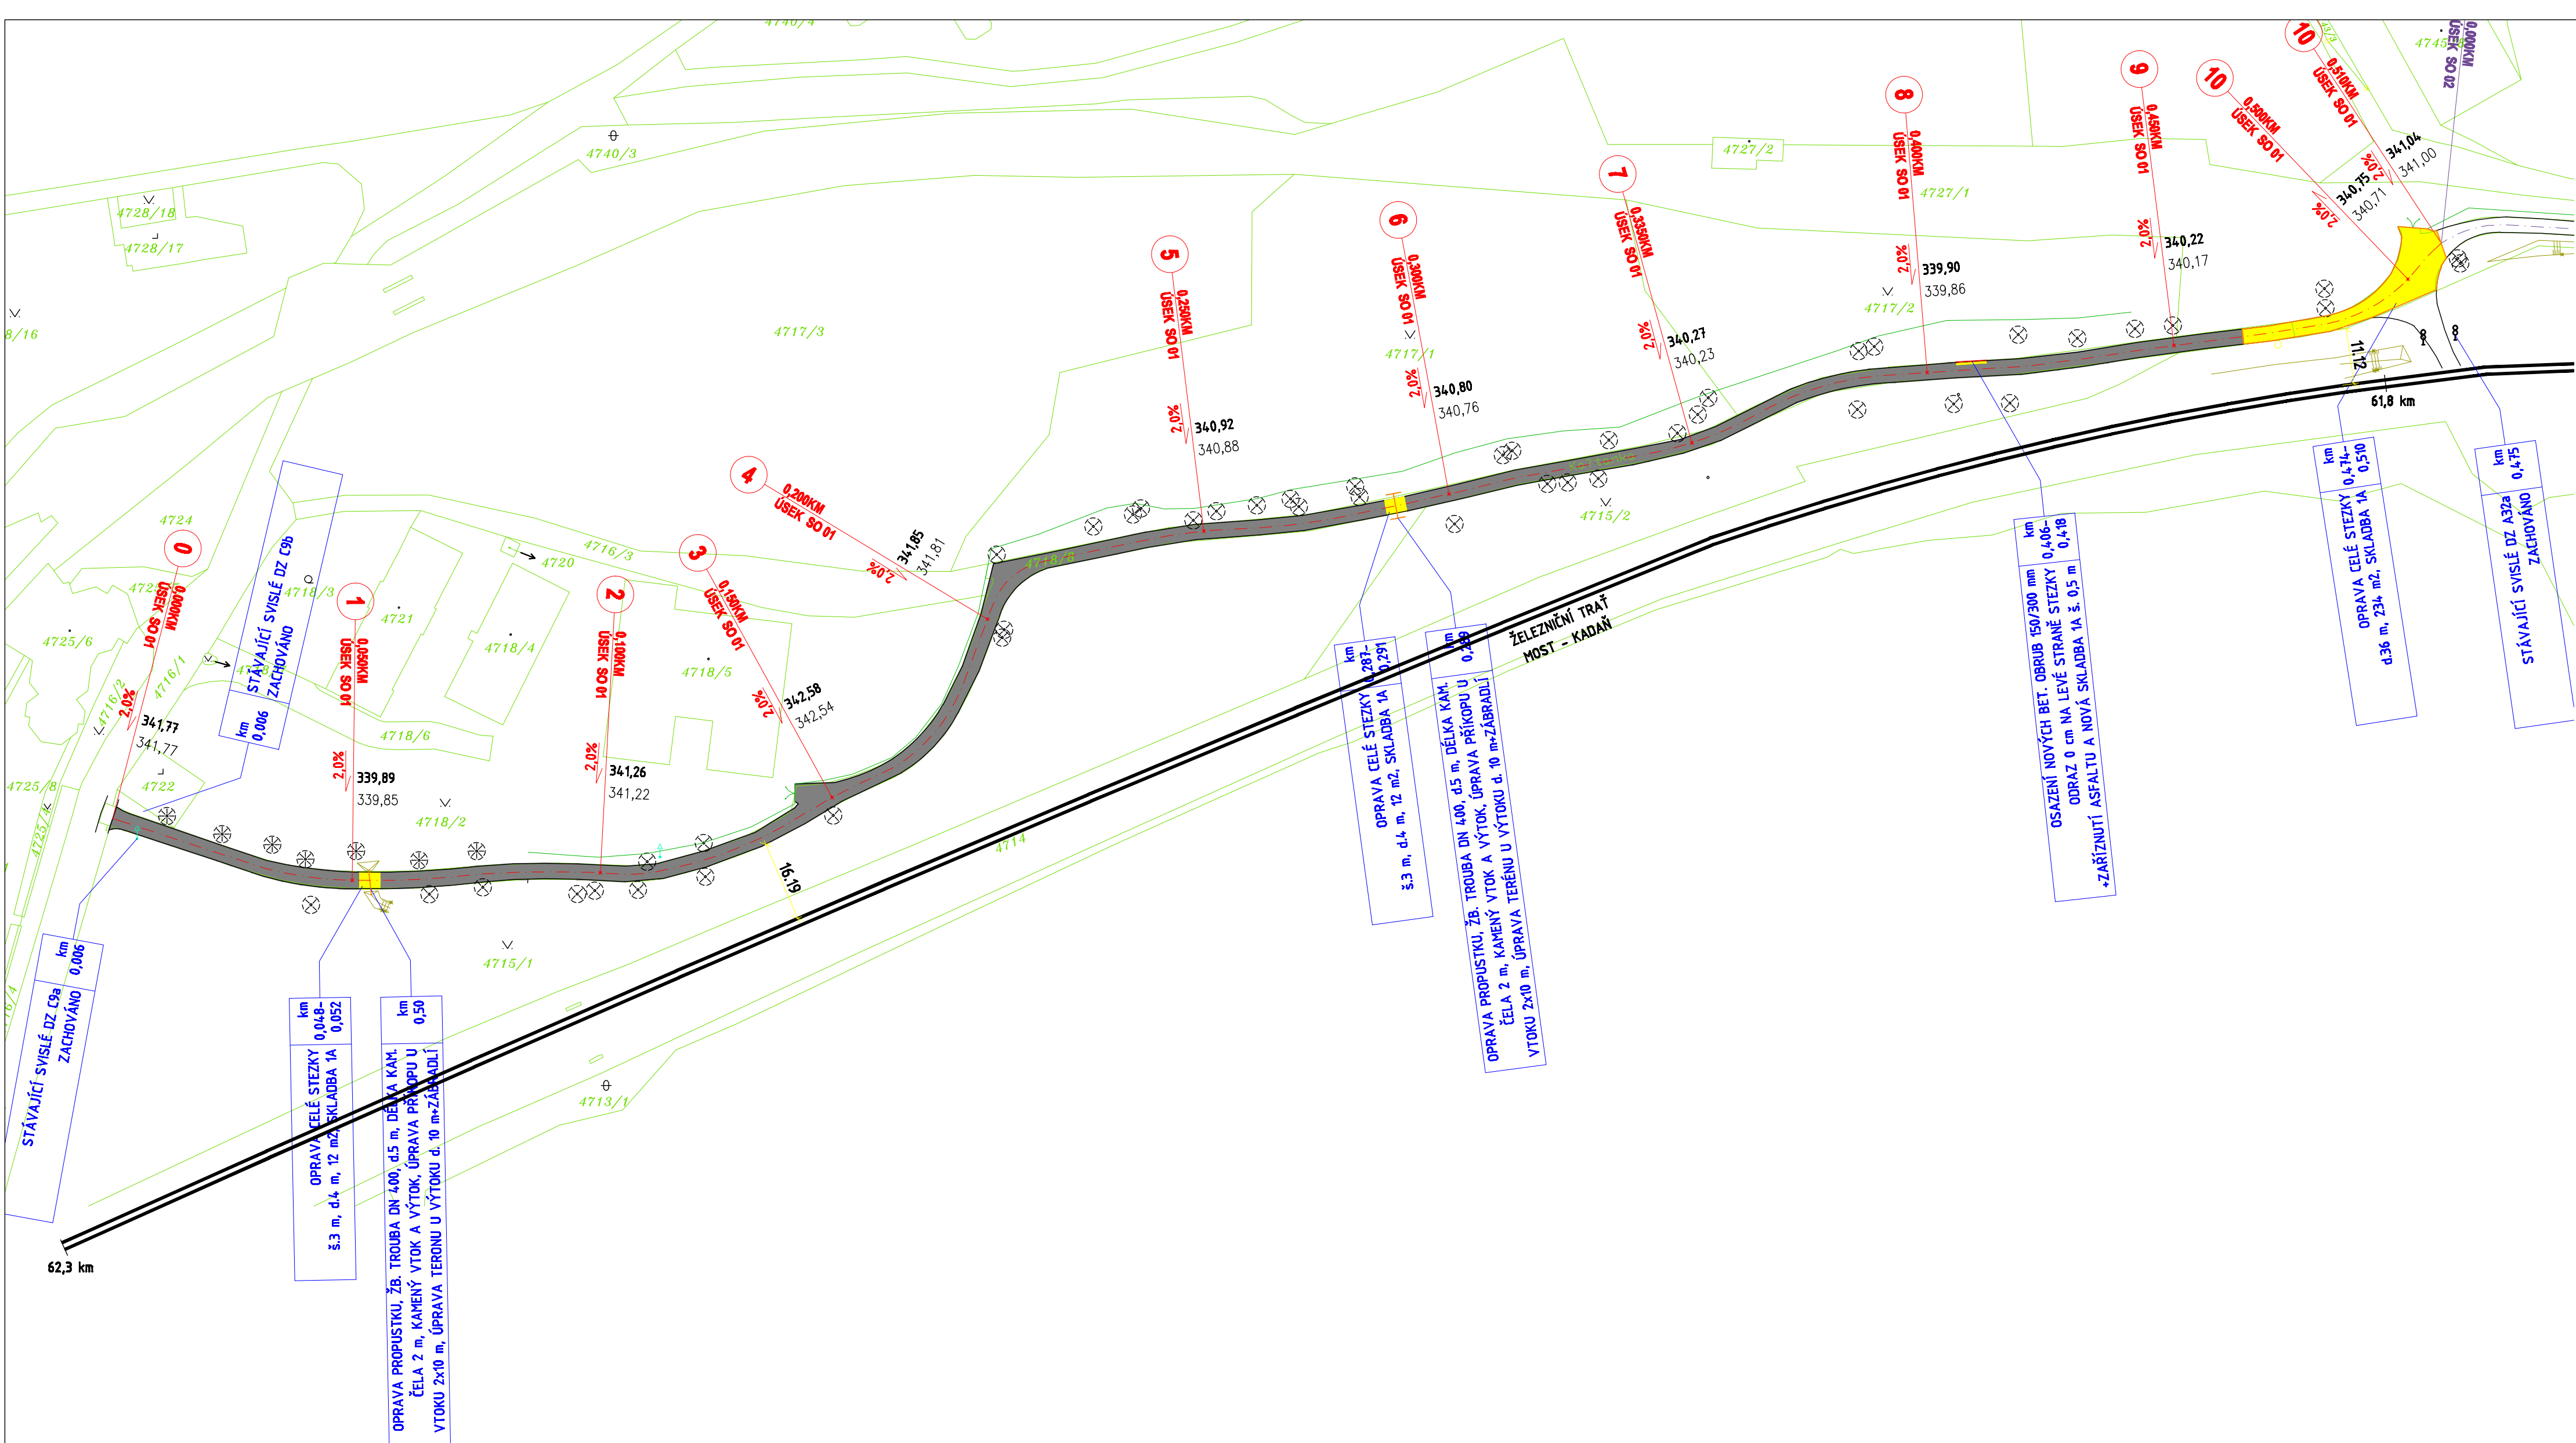 4740/4
4740/3
4728/18
4728/17
8/16
4717/3
4727/2
4727/1
4717/2
4717/1
4745/8
43/3
4724
4725/6
4725/8
4725/4
4716/2
4716/1
4716/3
4718/3
4720
4721
4718/4
4718/5
4718/6
4718/2
4722
4718/8
4715/1
4715/2
4714
4713/1
0
0,000KM
ÚSEK SO 01
2,0%
341,77
341,77
1
0,050KM
ÚSEK SO 01
2,0%
339,89
339,85
2
0,100KM
ÚSEK SO 01
2,0%
341,26
341,22
3
0,150KM
ÚSEK SO 01
2,0%
342,58
342,54
4
0,200KM
ÚSEK SO 01
2,0%
341,85
341,81
5
0,250KM
ÚSEK SO 01
2,0%
340,92
340,88
6
0,300KM
ÚSEK SO 01
2,0%
340,80
340,76
7
0,3350KM
ÚSEK SO 01
2,0%
340,27
340,23
8
0,400KM
ÚSEK SO 01
2,0%
339,90
339,86
9
0,450KM
ÚSEK SO 01
2,0%
340,22
340,17
10
0,500KM
ÚSEK SO 01
2,0%
340,75
340,71
10
0,510KM
ÚSEK SO 01
2,0%
341,04
341,00
0,000KM
ÚSEK SO 02
km
0,006
STÁVAJÍCÍ SVISLÉ DZ C9b
ZACHOVÁNO
km
0,006
STÁVAJÍCÍ SVISLÉ DZ C9a
ZACHOVÁNO
km
0,048-
0,052
OPRAVA CELÉ STEZKY
š.3 m, d.4 m, 12 m2, SKLADBA 1A
km
0,50
OPRAVA PROPUSTKU, ŽB. TROUBA DN 400, d.5 m, DÉLKA KAM.
ČELA 2 m, KAMENÝ VTOK A VÝTOK, ÚPRAVA PŘÍKOPU U
VTOKU 2x10 m, ÚPRAVA TERONU U VÝTOKU d. 10 m+ZÁBRADLÍ
km
0,287-
0,291
OPRAVA CELÉ STEZKY
š.3 m, d.4 m, 12 m2, SKLADBA 1A
km
0,289
OPRAVA PROPUSTKU, ŽB. TROUBA DN 400, d.5 m, DÉLKA KAM.
ČELA 2 m, KAMENÝ VTOK A VÝTOK, ÚPRAVA PŘÍKOPU U
VTOKU 2x10 m, ÚPRAVA TERÉNU U VÝTOKU d. 10 m+ZÁBRADLÍ
km
0,406-
0,418
OSAZENÍ NOVÝCH BET. OBRUB 150/300 mm
ODRAZ 0 cm NA LEVÉ STRANĚ STEZKY
+ZAŘÍZNUTÍ ASFALTU A NOVÁ SKLADBA 1A š. 0,5 m
km
0,474-
0,510
OPRAVA CELÉ STEZKY
d.36 m, 234 m2, SKLADBA 1A
km
0,475
STÁVAJÍCÍ SVISLÉ DZ A32a
ZACHOVÁNO
16.19
11.12
ŽELEZNIČNÍ TRAŤ
MOST - KADAŇ
61,8 km
62,3 km